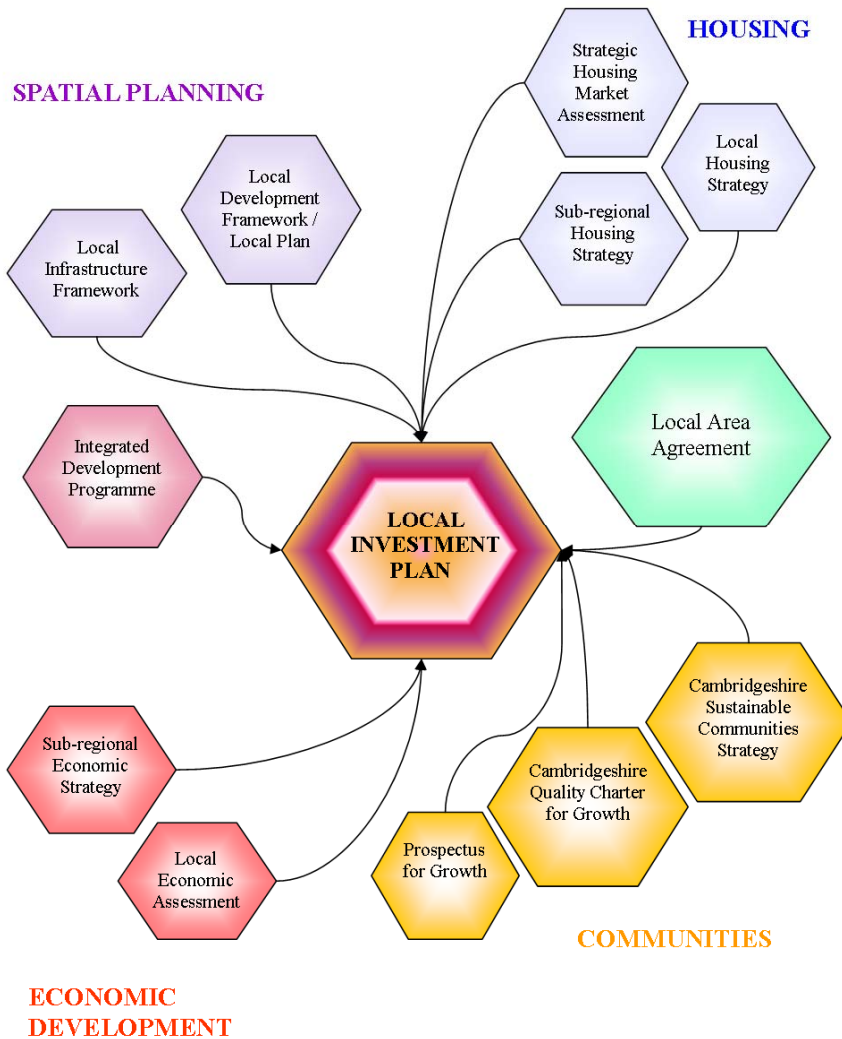 HOUSING
Strategic
Housing
Market
Assessment
SPATIAL PLANNING
Local
Housing
Strategy
Local
Development
Framework /
Local Plan
Sub-regional
Housing
Strategy
Local
Infrastructure
Framework
Local Area
Agreement
Integrated
Development
Programme
LOCAL
INVESTMENT
PLAN
Cambridgeshire
Sustainable
Communities
Strategy
Sub-regional
Economic
Strategy
Cambridgeshire
Quality Charter
for Growth
Prospectus
for Growth
Local
Economic
Assessment
COMMUNITIES
ECONOMIC
DEVELOPMENT